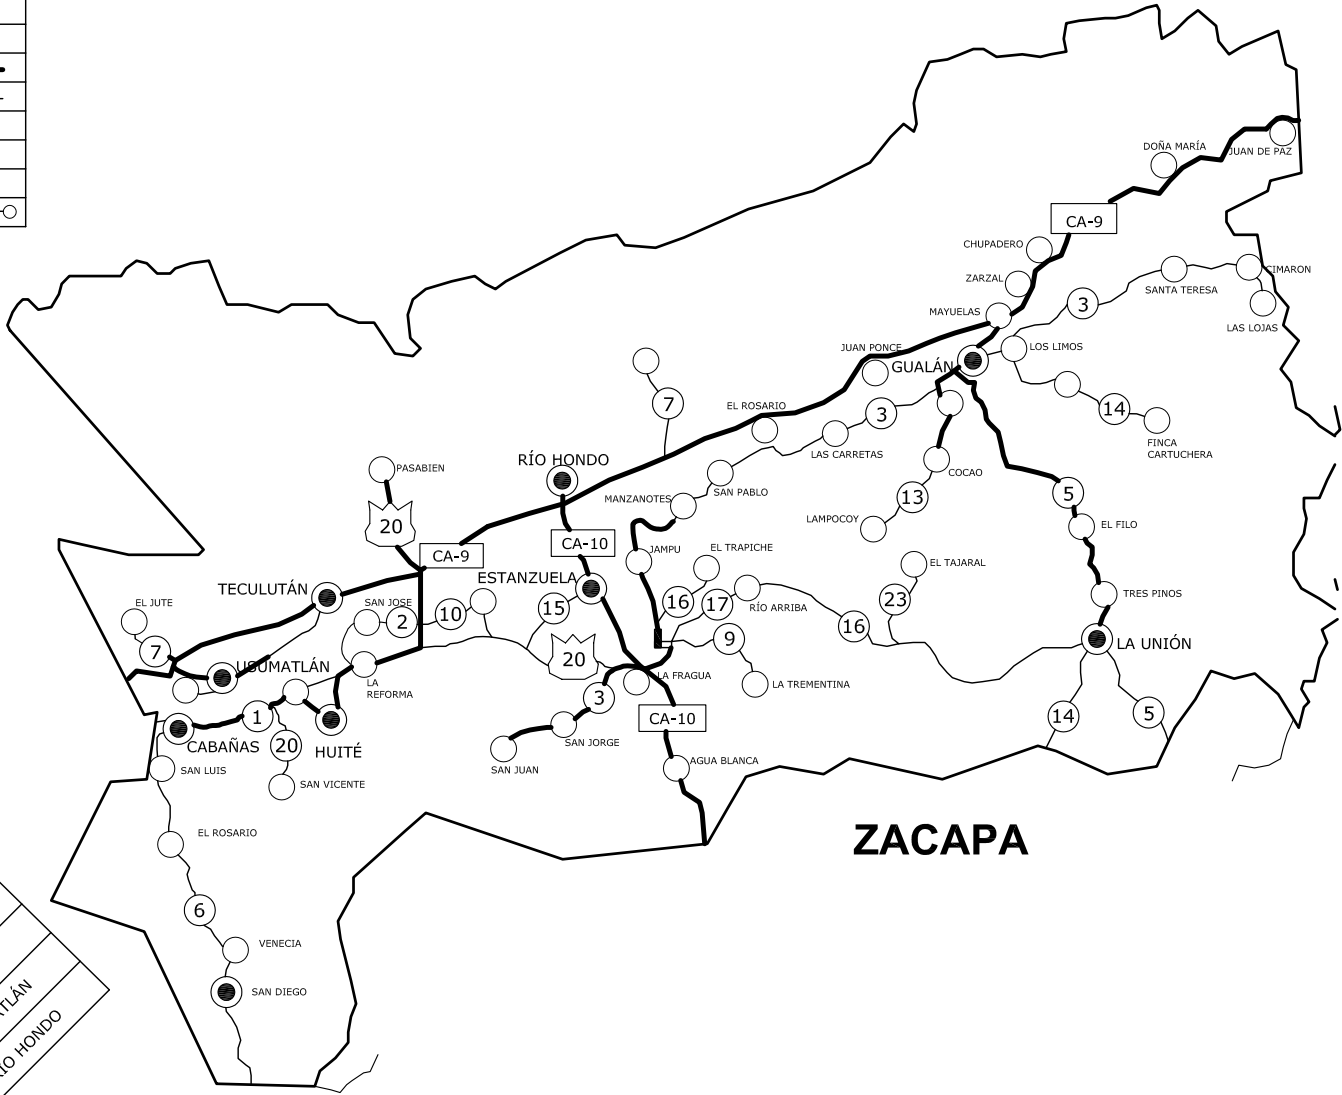 DOÑA MARÍA
JUAN DE PAZ
CA-9
CHUPADERO
ZARZAL
CIMARON
SANTA TERESA
3
LAS LOJAS
MAYUELAS
JUAN PONCE
LOS LIMOS
GUALÁN
7
EL ROSARIO
3
14
FINCA
CARTUCHERA
LAS CARRETAS
RÍO HONDO
PASABIEN
COCAO
SAN PABLO
MANZANOTES
13
5
LAMPOCOY
20
EL FILO
CA-9
CA-10
JAMPU
EL TRAPICHE
EL TAJARAL
ESTANZUELA
TECULUTÁN
TRES PINOS
EL JUTE
SAN JOSE
2
10
15
16
17
RÍO ARRIBA
23
16
9
LA UNIÓN
7
20
USUMATLÁN
LA
REFORMA
LA FRAGUA
LA TREMENTINA
3
1
CA-10
14
5
CABAÑAS
20
HUITÉ
SAN JORGE
SAN JUAN
SAN LUIS
SAN VICENTE
AGUA BLANCA
EL ROSARIO
ZACAPA
6
VENECIA
SAN DIEGO
RÍO HONDO